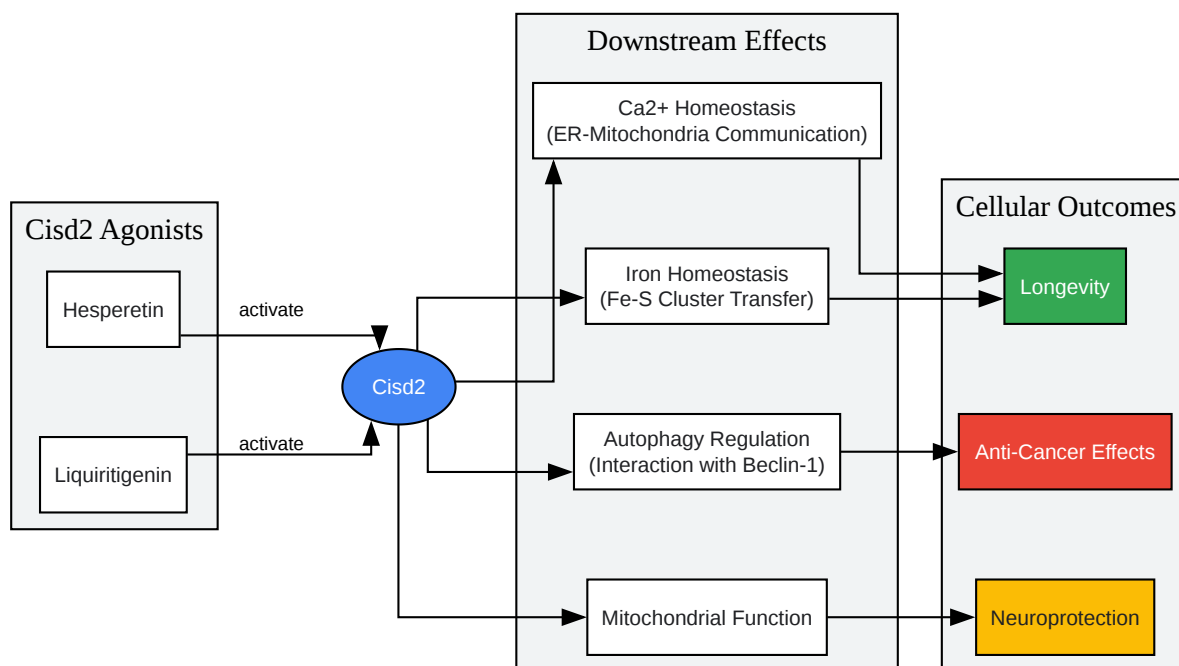 Cisd2 Agonists
Hesperetin
Liquiritigenin
activate
activate
Cisd2
Downstream Effects
Ca2+ Homeostasis
(ER-Mitochondria Communication)
Iron Homeostasis
(Fe-S Cluster Transfer)
Autophagy Regulation
(Interaction with Beclin-1)
Mitochondrial Function
Cellular Outcomes
Longevity
Anti-Cancer Effects
Neuroprotection